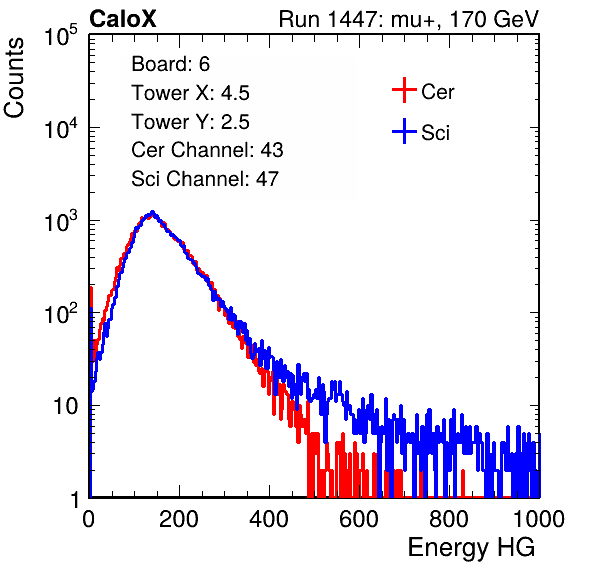 CaloX Run 1447: mu+, 170 GeV
Counts
10^5
10^4
10^3
10^2
10
1
Board: 6
Tower X: 4.5
Tower Y: 2.5
Cer Channel: 43
Sci Channel: 47
Cer
Sci
0 200 400 600 800 1000
Energy HG